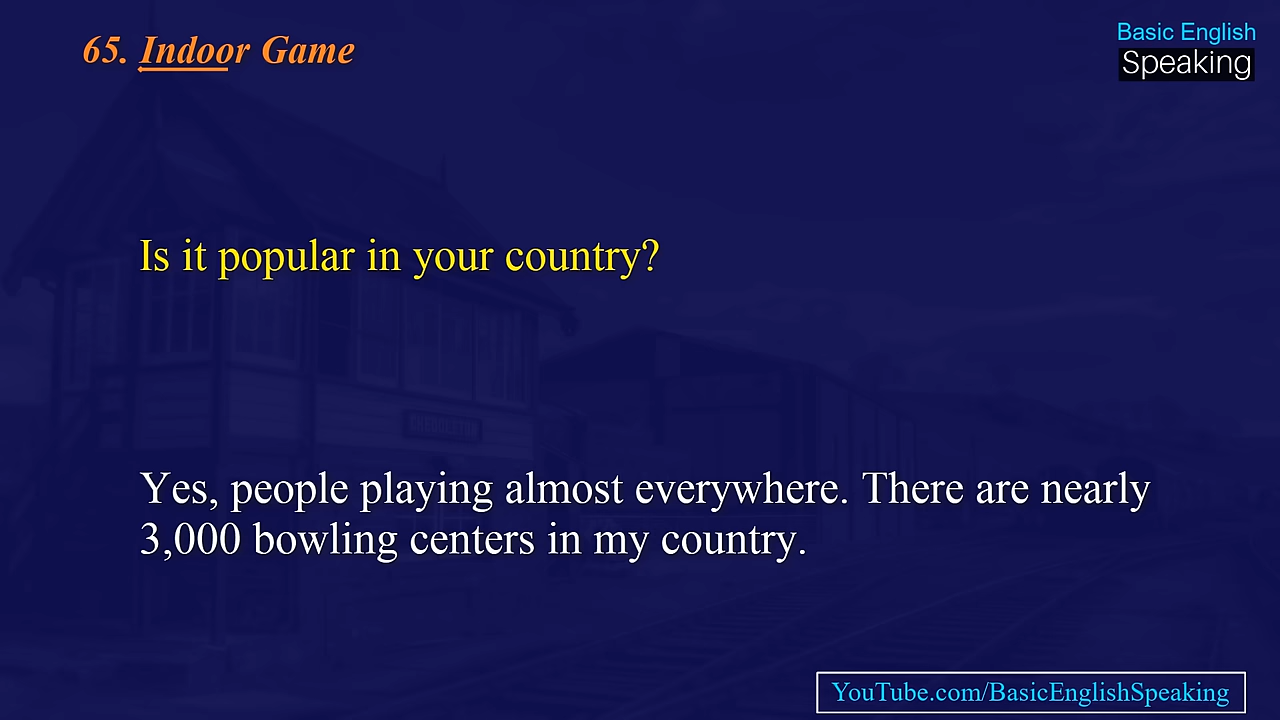 65. Indoor Game
Basic English
Speaking
Is it popular in your country?
Yes, people playing almost everywhere. There are nearly
3,000 bowling centers in my country.
YouTube.com/BasicEnglishSpeaking